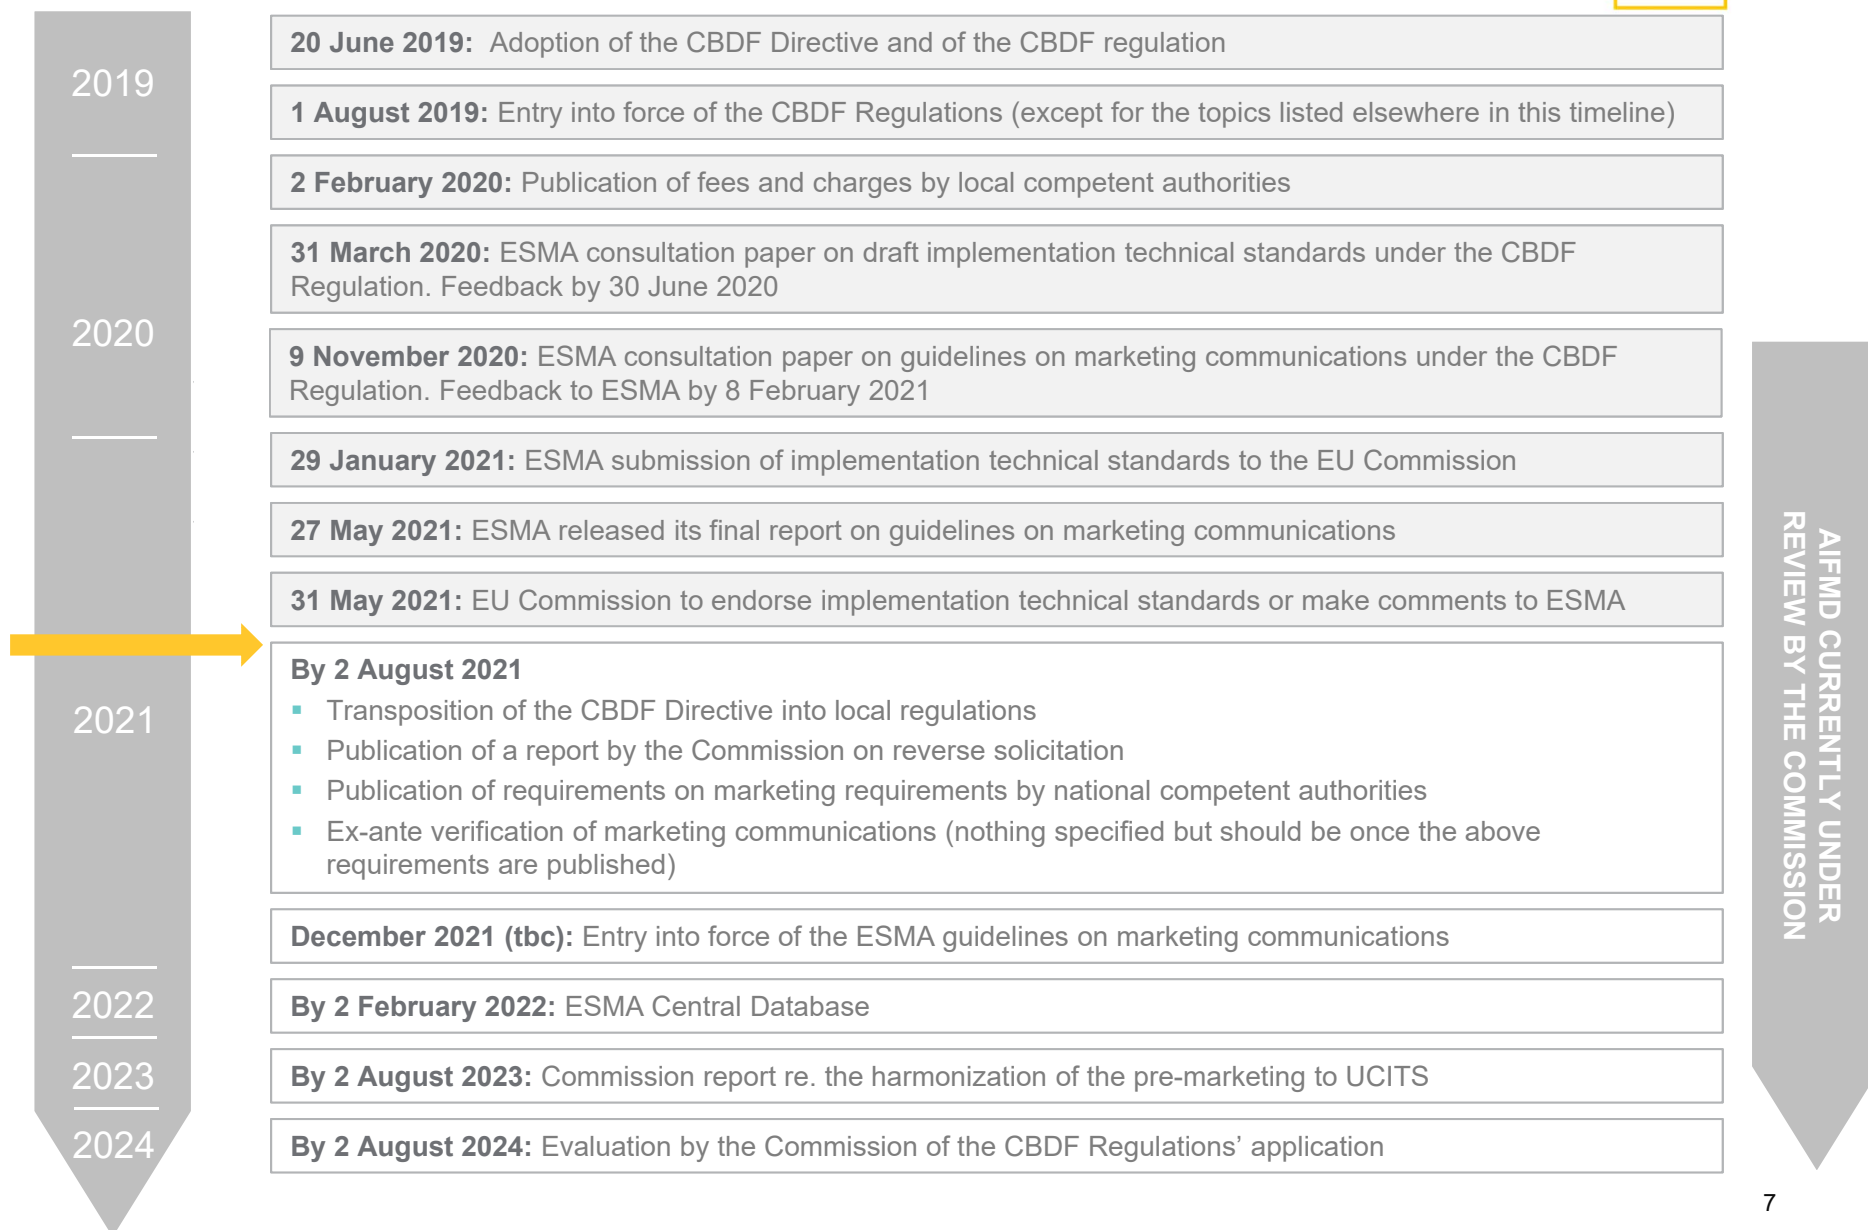 2019
20 June 2019: Adoption of the CBDF Directive and of the CBDF regulation
1 August 2019: Entry into force of the CBDF Regulations (except for the topics listed elsewhere in this timeline)
2020
2 February 2020: Publication of fees and charges by local competent authorities
31 March 2020: ESMA consultation paper on draft implementation technical standards under the CBDF
Regulation. Feedback by 30 June 2020
9 November 2020: ESMA consultation paper on guidelines on marketing communications under the CBDF
Regulation. Feedback to ESMA by 8 February 2021
2021
29 January 2021: ESMA submission of implementation technical standards to the EU Commission
27 May 2021: ESMA released its final report on guidelines on marketing communications
31 May 2021: EU Commission to endorse implementation technical standards or make comments to ESMA
By 2 August 2021
▪ Transposition of the CBDF Directive into local regulations
▪ Publication of a report by the Commission on reverse solicitation
▪ Publication of requirements on marketing requirements by national competent authorities
▪ Ex-ante verification of marketing communications (nothing specified but should be once the above
requirements are published)
December 2021 (tbc): Entry into force of the ESMA guidelines on marketing communications
2022
By 2 February 2022: ESMA Central Database
2023
By 2 August 2023: Commission report re. the harmonization of the pre-marketing to UCITS
2024
By 2 August 2024: Evaluation by the Commission of the CBDF Regulations’ application
AIFMD CURRENTLY UNDER
REVIEW BY THE COMMISSION
7